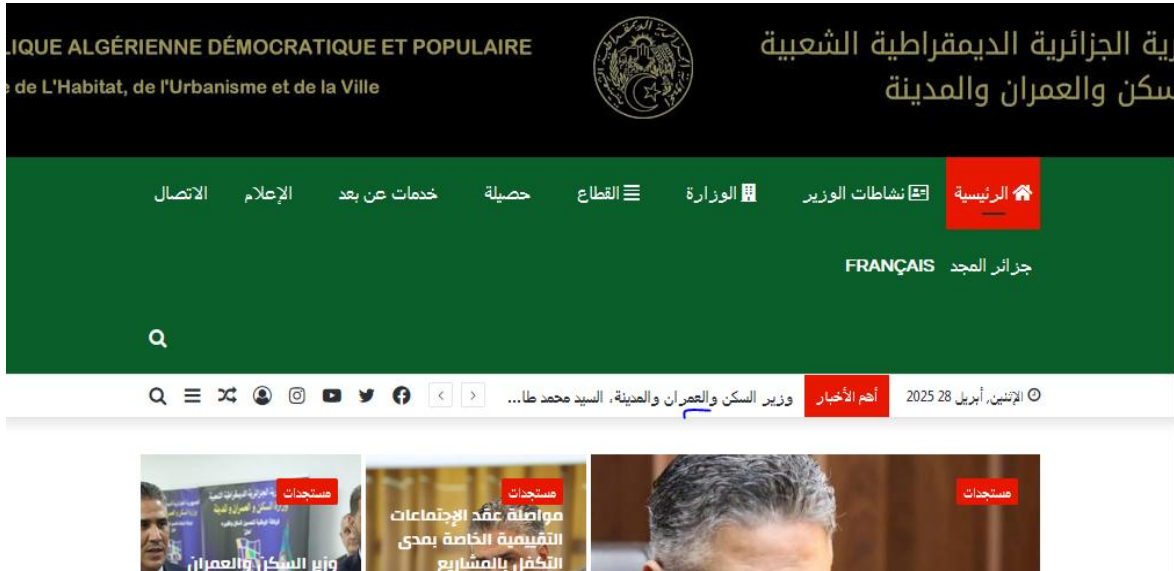 IQUE ALGÉRIENNE DÉMOCRATIQUE ET POPULAIRE
الجزائرية الديمقراطية الشعبية
de L'Habitat, de l'Urbanisme et de la Ville
والعمران والمدينة
الرئيسية نشاطات الوزير الوزارة القطاع حصيلة خدمات عن بعد الإعلام الاتصال
جزائر المجد FRANÇAIS
الإثنين, أبريل 28 2025 أهم الأخبار وزير السكن والعمران والمدينة، السيد محمد طا...
مستجدات
مستجدات
مواصلة عقد الإجتماعات
التقييمية الخاصة بمدى
التكفل بالمشاريع
مستجدات
وزير السكن والعمران